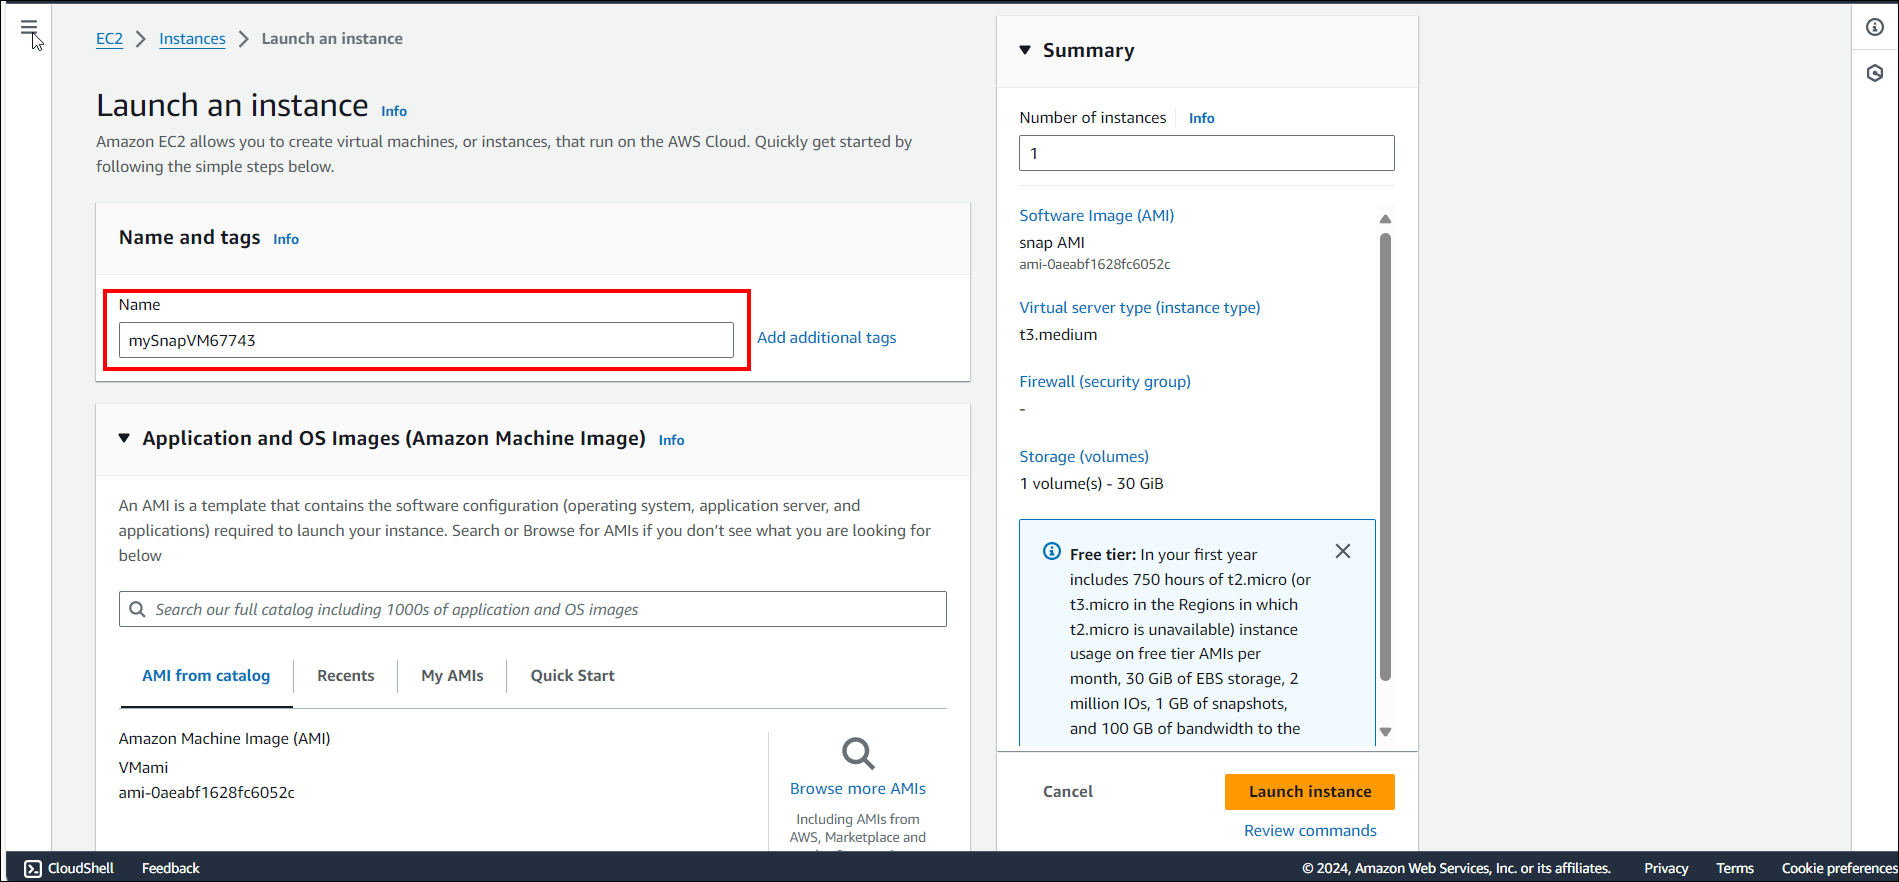 EC2 Instances Launch an instance
Launch an instance Info
Amazon EC2 allows you to create virtual machines, or instances, that run on the AWS Cloud. Quickly get started by
following the simple steps below.
Name and tags Info
Name
mySnapVM67743
Add additional tags
Application and OS Images (Amazon Machine Image) Info
An AMI is a template that contains the software configuration (operating system, application server, and
applications) required to launch your instance. Search or Browse for AMIs if you don’t see what you are looking for
below
Search our full catalog including 1000s of application and OS images
AMI from catalog Recents My AMIs Quick Start
Amazon Machine Image (AMI)
VMami
ami-0aeabf1628fc6052c
Browse more AMIs
Including AMIs from
AWS, Marketplace and
Summary
Number of instances Info
1
Software Image (AMI)
snap AMI
ami-0aeabf1628fc6052c
Virtual server type (instance type)
t3.medium
Firewall (security group)
-
Storage (volumes)
1 volume(s) - 30 GiB
Free tier: In your first year
includes 750 hours of t2.micro (or
t3.micro in the Regions in which
t2.micro is unavailable) instance
usage on free tier AMIs per
month, 30 GiB of EBS storage, 2
million IOs, 1 GB of snapshots,
and 100 GB of bandwidth to the
Cancel Launch instance
Review commands
CloudShell Feedback © 2024, Amazon Web Services, Inc. or its affiliates. Privacy Terms Cookie preferences